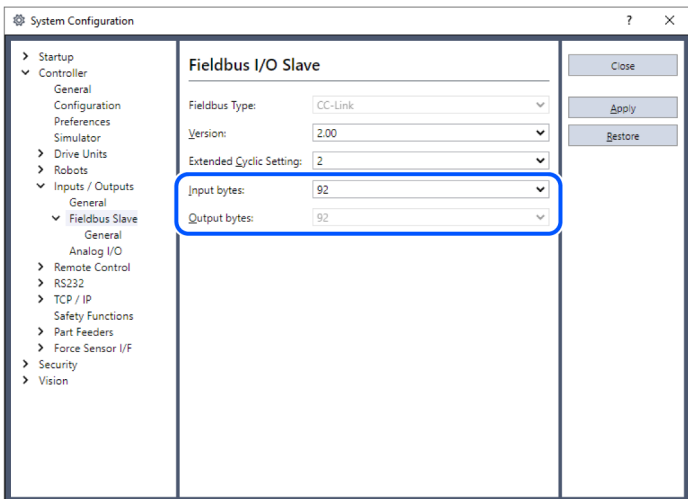 System Configuration
?
Startup
Controller
General
Configuration
Preferences
Simulator
Drive Units
Robots
Inputs / Outputs
General
Fieldbus Slave
General
Analog I/O
Remote Control
RS232
TCP / IP
Safety Functions
Part Feeders
Force Sensor I/F
Security
Vision
Fieldbus I/O Slave
Fieldbus Type: CC-Link
Version: 2.00
Extended Cyclic Setting: 2
Input bytes: 92
Output bytes: 92
Close
Apply
Restore